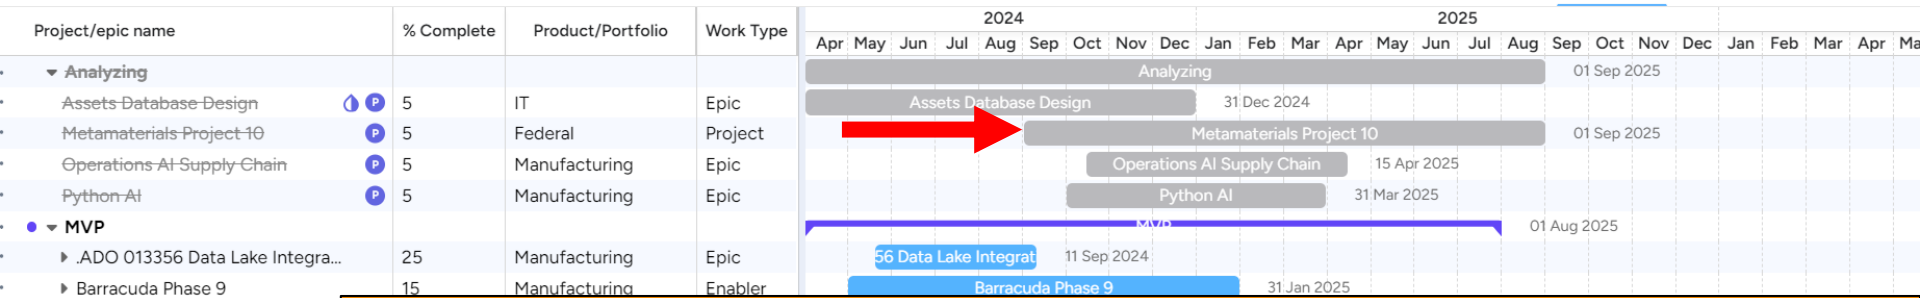 2024 2025
Project/epic name % Complete Product/Portfolio Work Type
Apr May Jun Jul Aug Sep Oct Nov Dec Jan Feb Mar Apr May Jun Jul Aug Sep Oct Nov Dec Jan Feb Mar Apr Ma
Analyzing Analyzing 01 Sep 2025
Assets Database Design P 5 IT Epic Assets Database Design 31 Dec 2024
Metamaterials Project 10 P 5 Federal Project Metamaterials Project 10 01 Sep 2025
Operations AI Supply Chain P 5 Manufacturing Epic Operations AI Supply Chain 15 Apr 2025
Python AI P 5 Manufacturing Epic Python AI 31 Mar 2025
MVP MVP 01 Aug 2025
.ADO 013356 Data Lake Integra... 25 Manufacturing Epic 56 Data Lake Integrat 11 Sep 2024
Barracuda Phase 9 15 Manufacturing Enabler Barracuda Phase 9 31 Jan 2025